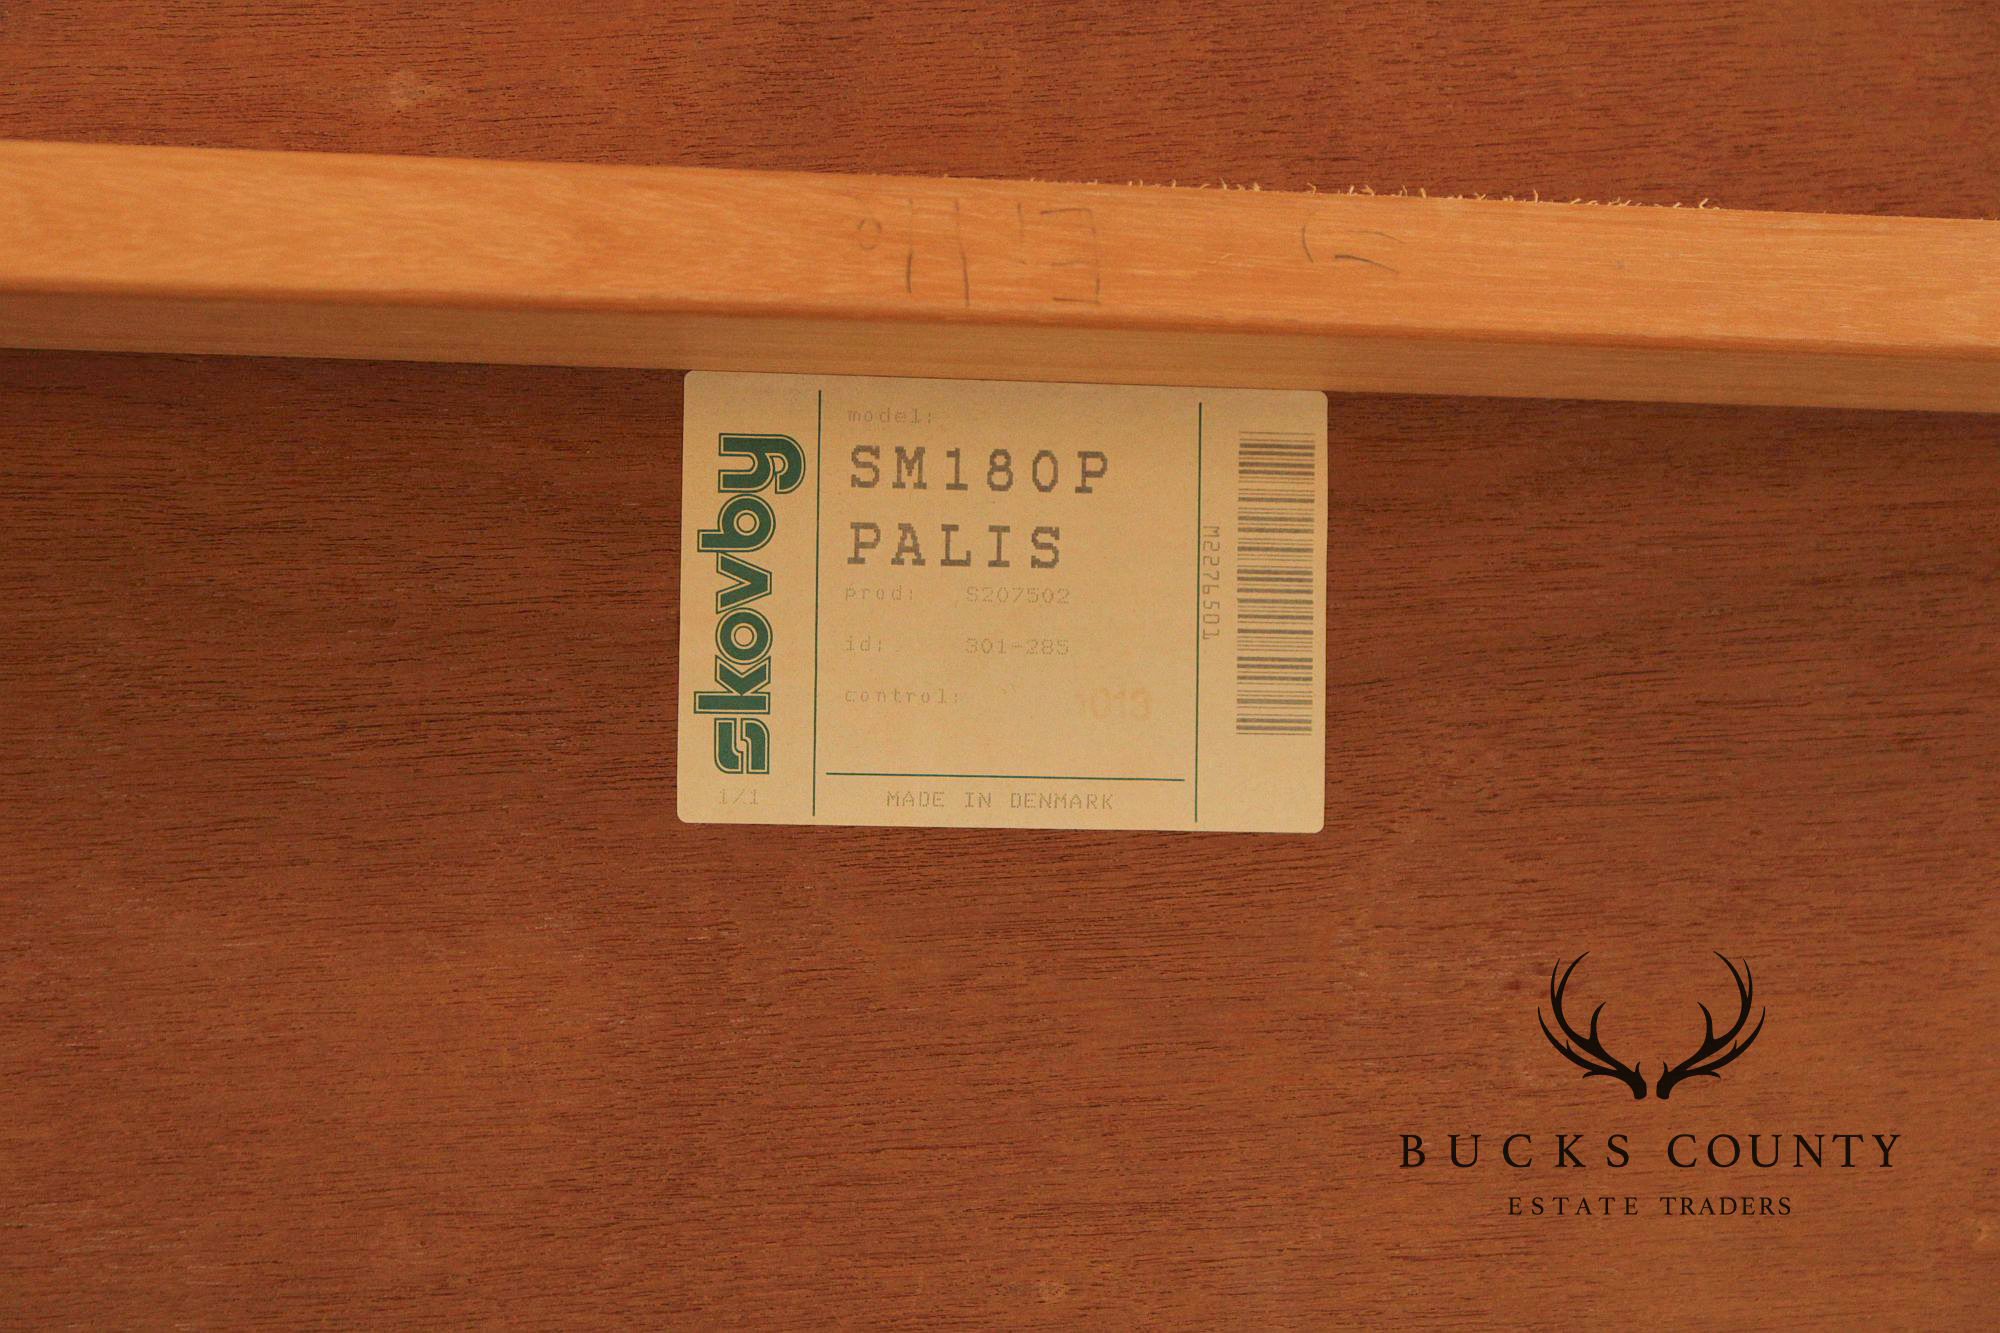 skovby
1/1
model:
SM180P
PALIS
prod: S207502
id: 301-285
control:
1019
MADE IN DENMARK
M2276501
BUCKS COUNTY
ESTATE TRADERS